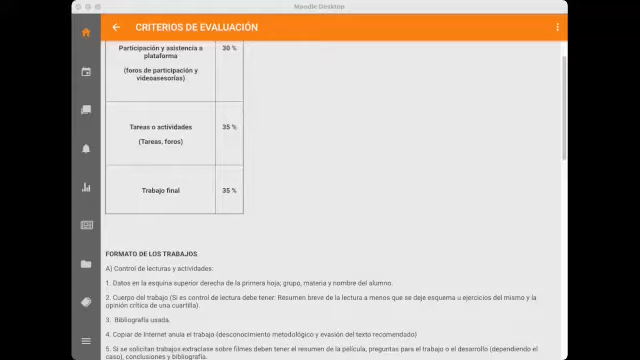 Moodle Desktop
CRITERIOS DE EVALUACIÓN
Participación y asistencia a
plataforma
30 %
(foros de participación y
videoasesorías)
Tareas o actividades
35 %
(Tareas, foros)
Trabajo final
35 %
FORMATO DE LOS TRABAJOS
A) Control de lecturas y actividades:
1. Datos en la esquina superior derecha de la primera hoja; grupo, materia y nombre del alumno.
2. Cuerpo del trabajo (Si es control de lectura debe tener: Resumen breve de la lectura a menos que se deje esquema u ejercicios del mismo y la
opinión crítica de una cuartilla).
3. Bibliografía usada.
4. Copiar de Internet anula el trabajo (desconocimiento metodológico y evasión del texto recomendado)
5. Si se solicitan trabajos extraclase sobre filmes deben tener el resumen de la película, preguntas para el trabajo o el desarrollo (dependiendo el
caso), conclusiones y bibliografía.